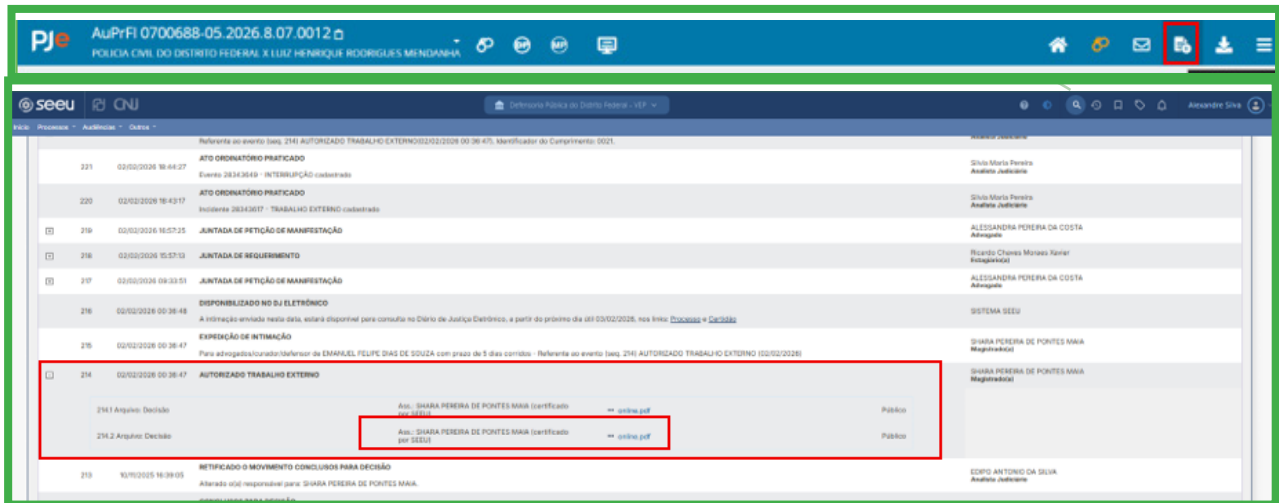 PJe
AuPrFl 0700688-05.2026.8.07.0012
POLICIA CIVIL DO DISTRITO FEDERAL X LUIZ HENRIQUE RODRIGUES MENDANHA
DP
MP
seeu CNJ
Defensoria Pública do Distrito Federal - VEP
Alexandre Silva
Início Processos Audiências Outros
Referente ao evento (seq. 214) AUTORIZADO TRABALHO EXTERNO(02/02/2026 00:36:47), Identificador do Cumprimento: 0021.
Analista Judiciário
221 02/02/2026 18:44:27 ATO ORDINATÓRIO PRATICADO
Evento 28343649 - INTERRUPÇÃO cadastrado
Silvia Maria Pereira
Analista Judiciário
220 02/02/2026 18:43:17 ATO ORDINATÓRIO PRATICADO
Incidente 28343617 - TRABALHO EXTERNO cadastrado
Silvia Maria Pereira
Analista Judiciário
219 02/02/2026 16:57:25 JUNTADA DE PETIÇÃO DE MANIFESTAÇÃO
ALESSANDRA PEREIRA DA COSTA
Advogado
218 02/02/2026 15:57:13 JUNTADA DE REQUERIMENTO
Ricardo Chaves Moraes Xavier
Estagiário(a)
217 02/02/2026 09:33:51 JUNTADA DE PETIÇÃO DE MANIFESTAÇÃO
ALESSANDRA PEREIRA DA COSTA
Advogado
216 02/02/2026 00:36:48 DISPONIBILIZADO NO DJ ELETRÔNICO
A intimação enviada nesta data, estará disponível para consulta no Diário de Justiça Eletrônico, a partir do próximo dia útil 03/02/2026, nos links: Processo e Certidão
SISTEMA SEEU
215 02/02/2026 00:36:47 EXPEDIÇÃO DE INTIMAÇÃO
Para advogados/curador/defensor de EMANUEL FELIPE DIAS DE SOUZA com prazo de 5 dias corridos - Referente ao evento (seq. 214) AUTORIZADO TRABALHO EXTERNO (02/02/2026)
SHARA PEREIRA DE PONTES MAIA
Magistrado(a)
214 02/02/2026 00:36:47 AUTORIZADO TRABALHO EXTERNO
SHARA PEREIRA DE PONTES MAIA
Magistrado(a)
214.1 Arquivo: Decisão Ass.: SHARA PEREIRA DE PONTES MAIA (certificado por SEEU) online.pdf Público
214.2 Arquivo: Decisão Ass.: SHARA PEREIRA DE PONTES MAIA (certificado por SEEU) online.pdf Público
213 10/11/2025 16:39:05 RETIFICADO O MOVIMENTO CONCLUSOS PARA DECISÃO
Alterado o(a) responsável para: SHARA PEREIRA DE PONTES MAIA.
EDIPO ANTONIO DA SILVA
Analista Judiciário